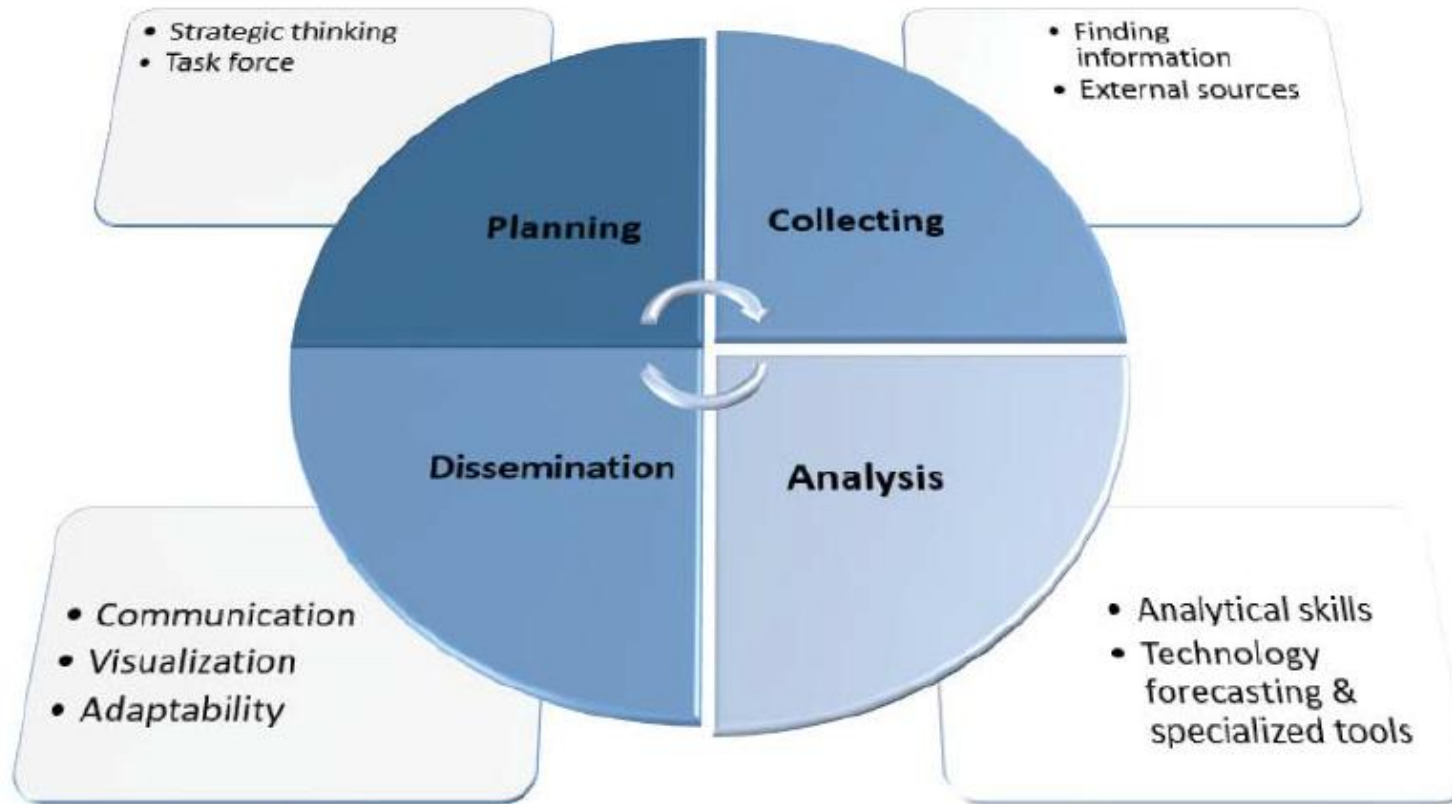 • Strategic thinking
• Task force
• Finding
information
• External sources
Planning
Collecting
Dissemination
Analysis
• Communication
• Visualization
• Adaptability
• Analytical skills
• Technology
forecasting &
specialized tools